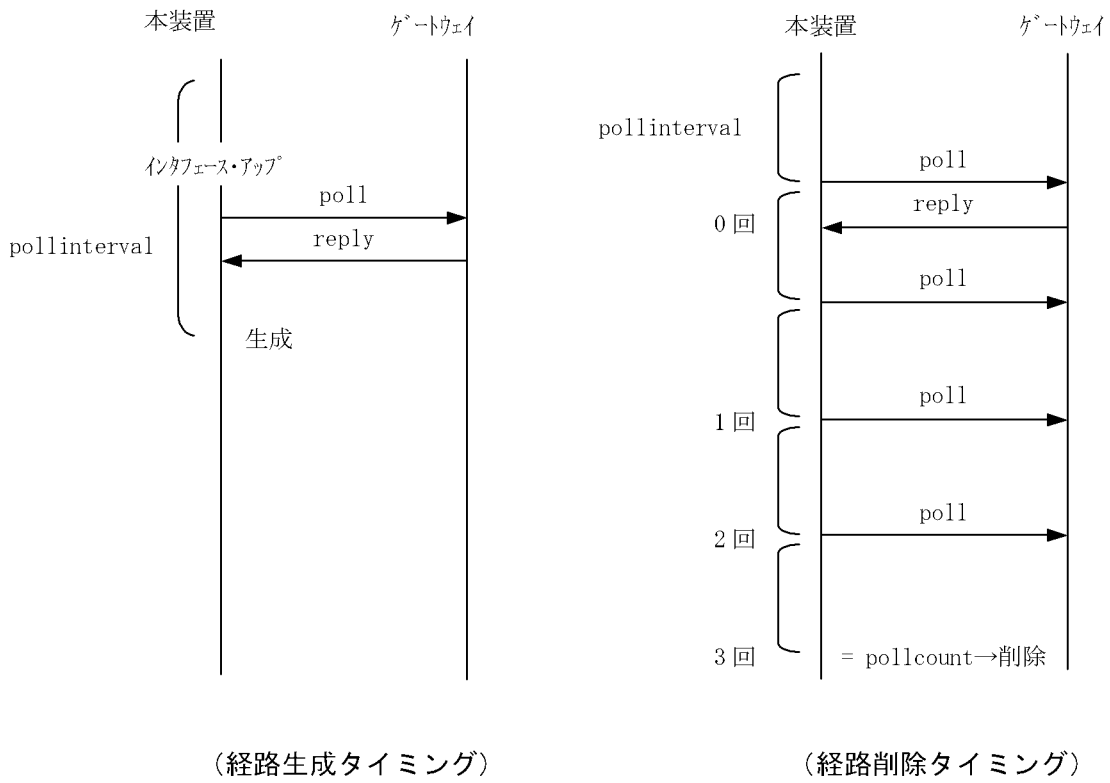 本装置
ｹﾞｰﾄｳｪｲ
ｲﾝﾀﾌｪｰｽ・ｱｯﾌﾟ
poll
reply
pollinterval
生成
(経路生成タイミング)
本装置
ｹﾞｰﾄｳｪｲ
pollinterval
poll
reply
0回
poll
poll
1回
poll
2回
3回 = pollcount→削除
(経路削除タイミング)